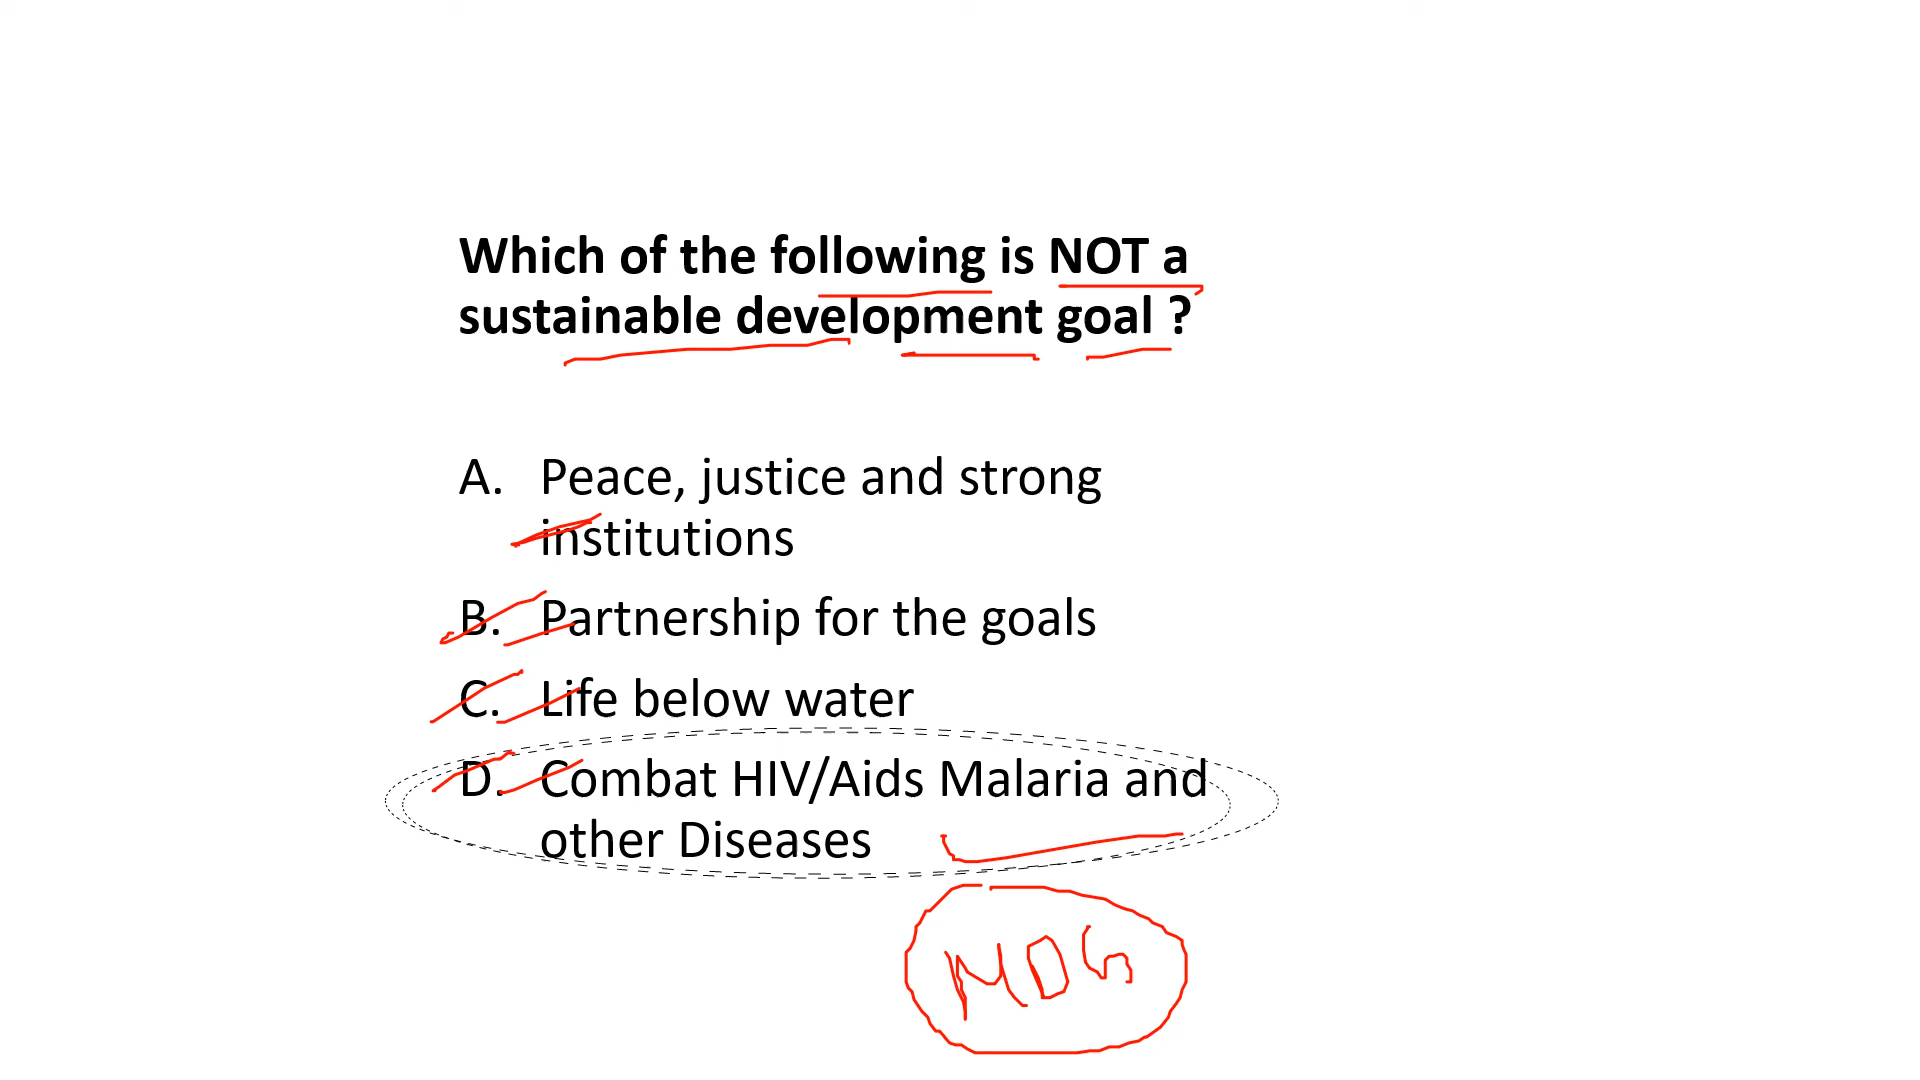 Which of the following is NOT a
sustainable development goal ?
A. Peace, justice and strong
institutions
B. Partnership for the goals
C. Life below water
D. Combat HIV/Aids Malaria and
other Diseases
MDG